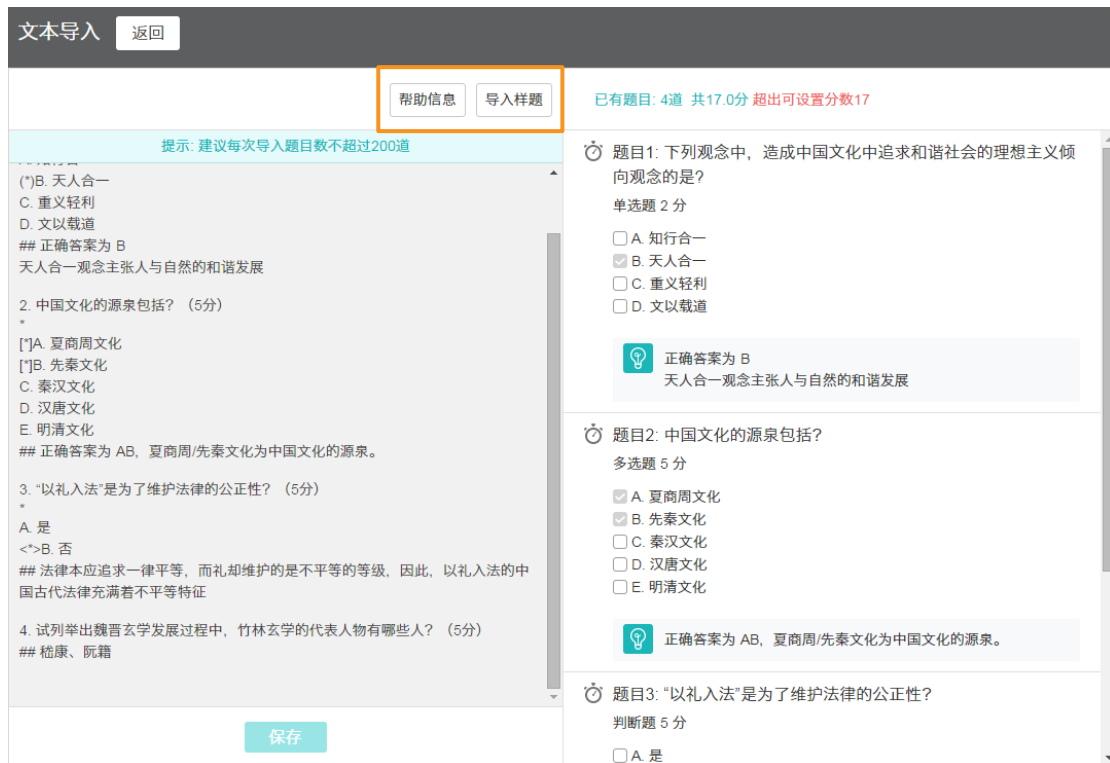 文本导入 返回
帮助信息 导入样题
已有题目: 4道 共17.0分 超出可设置分数17
提示: 建议每次导入题目数不超过200道
(*)B. 天人合一
C. 重义轻利
D. 文以载道
## 正确答案为 B
天人合一观念主张人与自然的和谐发展
2. 中国文化的源泉包括？（5分）
*
[*]A. 夏商周文化
[*]B. 先秦文化
C. 秦汉文化
D. 汉唐文化
E. 明清文化
## 正确答案为 AB，夏商周/先秦文化为中国文化的源泉。
3. “以礼入法”是为了维护法律的公正性？（5分）
*
A. 是
<*>B. 否
## 法律本应追求一律平等，而礼却维护的是不平等的等级，因此，以礼入法的中
国古代法律充满着不平等特征
4. 试列举出魏晋玄学发展过程中，竹林玄学的代表人物有哪些人？（5分）
## 嵇康、阮籍
保存
题目1: 下列观念中，造成中国文化中追求和谐社会的理想主义倾
向观念的是?
单选题 2 分
A. 知行合一
B. 天人合一
C. 重义轻利
D. 文以载道
正确答案为 B
天人合一观念主张人与自然的和谐发展
题目2: 中国文化的源泉包括?
多选题 5 分
A. 夏商周文化
B. 先秦文化
C. 秦汉文化
D. 汉唐文化
E. 明清文化
正确答案为 AB，夏商周/先秦文化为中国文化的源泉。
题目3: “以礼入法”是为了维护法律的公正性?
判断题 5 分
A. 是